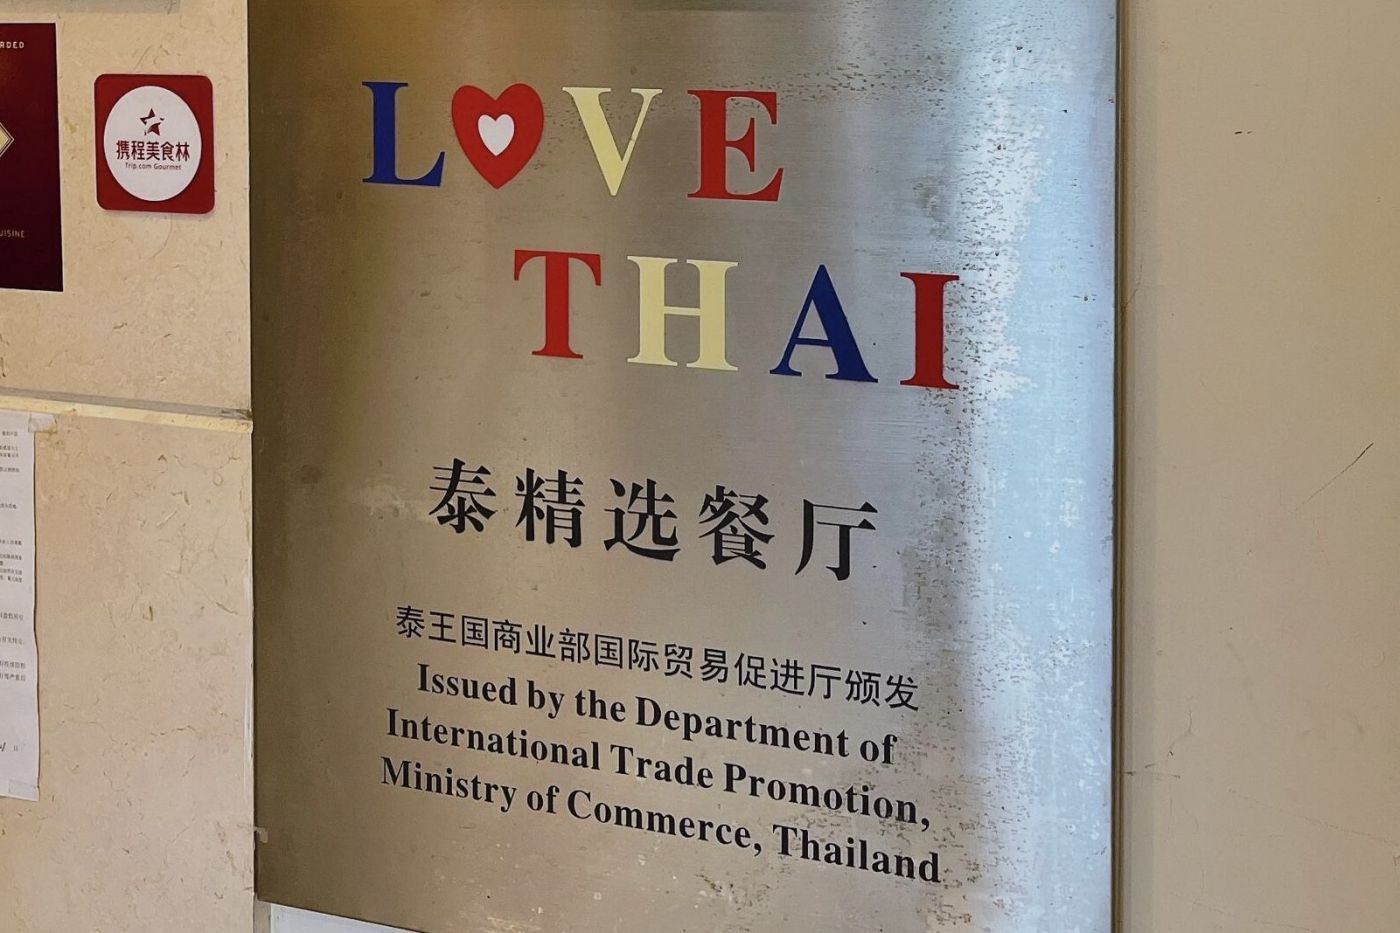 RDED
UISINE
携程美食林
Trip.com Gourmet
LOVE
THAI
泰精选餐厅
泰王国商业部国际贸易促进厅颁发
Issued by the Department of
International Trade Promotion,
Ministry of Commerce, Thailand